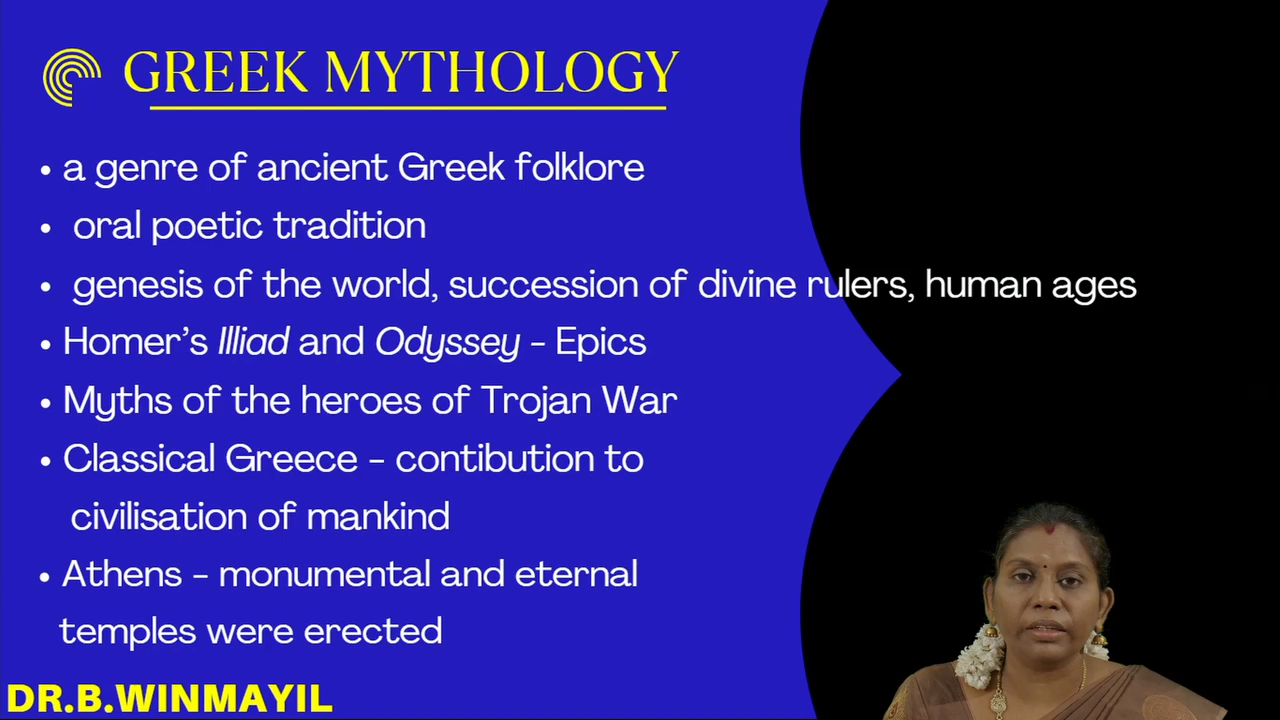 GREEK MYTHOLOGY
• a genre of ancient Greek folklore
• oral poetic tradition
• genesis of the world, succession of divine rulers, human ages
• Homer's Illiad and Odyssey - Epics
• Myths of the heroes of Trojan War
• Classical Greece - contibution to
civilisation of mankind
• Athens - monumental and eternal
temples were erected
DR.B.WINMAYIL